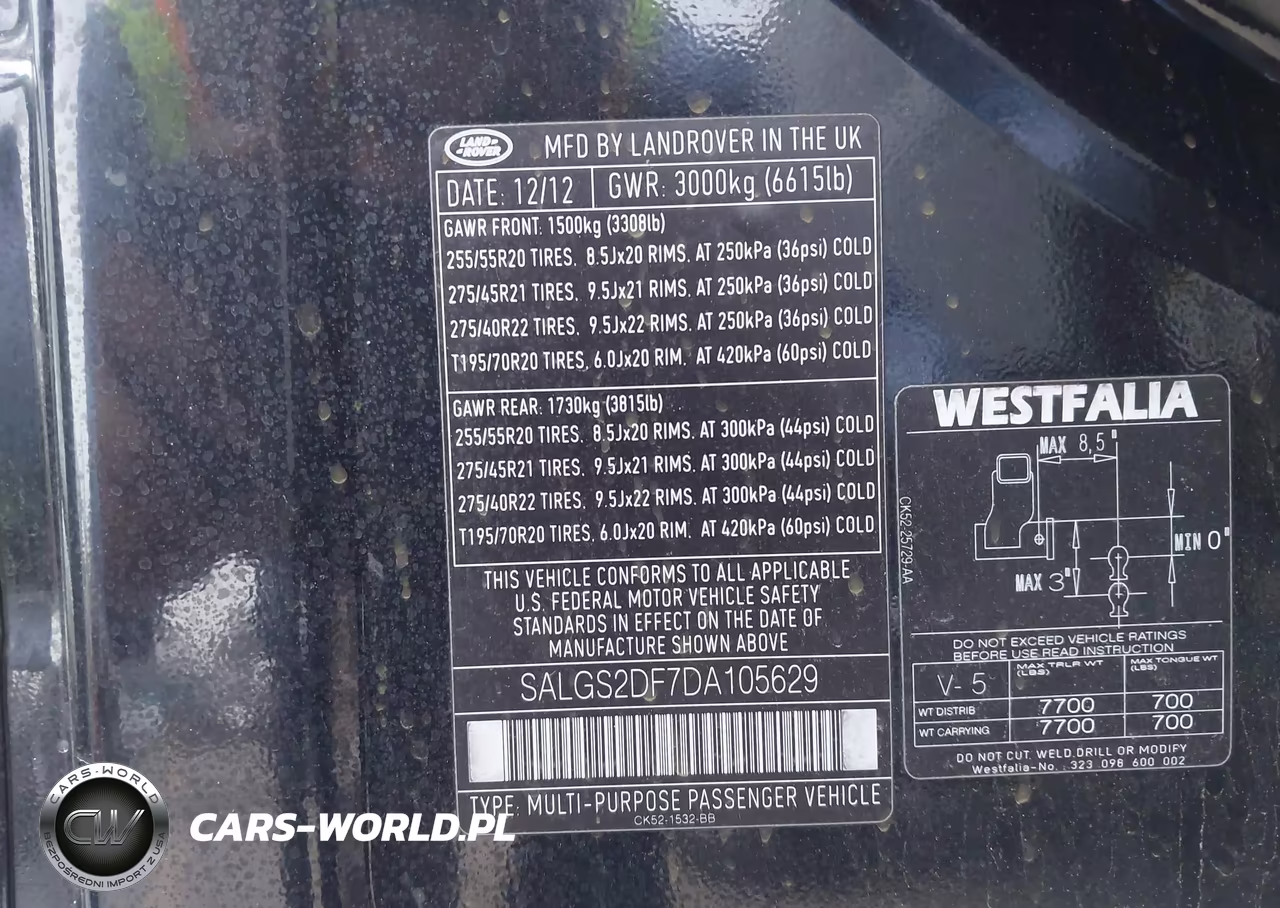 LAND ROVER
MFD BY LANDROVER IN THE UK
DATE: 12/12 GWR: 3000kg (6615lb)
GAWR FRONT: 1500kg (3308lb)
255/55R20 TIRES. 8.5Jx20 RIMS. AT 250kPa (36psi) COLD
275/45R21 TIRES. 9.5Jx21 RIMS. AT 250kPa (36psi) COLD
275/40R22 TIRES. 9.5Jx22 RIMS. AT 250kPa (36psi) COLD
T195/70R20 TIRES. 6.0Jx20 RIM. AT 420kPa (60psi) COLD
GAWR REAR: 1730kg (3815lb)
255/55R20 TIRES. 8.5Jx20 RIMS. AT 300kPa (44psi) COLD
275/45R21 TIRES. 9.5Jx21 RIMS. AT 300kPa (44psi) COLD
275/40R22 TIRES. 9.5Jx22 RIMS. AT 300kPa (44psi) COLD
T195/70R20 TIRES. 6.0Jx20 RIM. AT 420kPa (60psi) COLD
THIS VEHICLE CONFORMS TO ALL APPLICABLE
U.S. FEDERAL MOTOR VEHICLE SAFETY
STANDARDS IN EFFECT ON THE DATE OF
MANUFACTURE SHOWN ABOVE
SALGS2DF7DA105629
TYPE: MULTI-PURPOSE PASSENGER VEHICLE
CK52-1532-BB
WESTFALIA
MAX 8,5"
MIN 0"
MAX 3"
CK52-25729-AA
DO NOT EXCEED VEHICLE RATINGS
BEFORE USE READ INSTRUCTION
V-5 MAX TRLR WT (LBS) MAX TONGUE WT (LBS)
WT DISTRIB 7700 700
WT CARRYING 7700 700
DO NOT CUT. WELD.DRILL OR MODIFY
Westfalia-No.. 323 098 600 002
CARS-WORLD
CW
BEZPOŚREDNI IMPORT Z USA
CARS-WORLD.PL